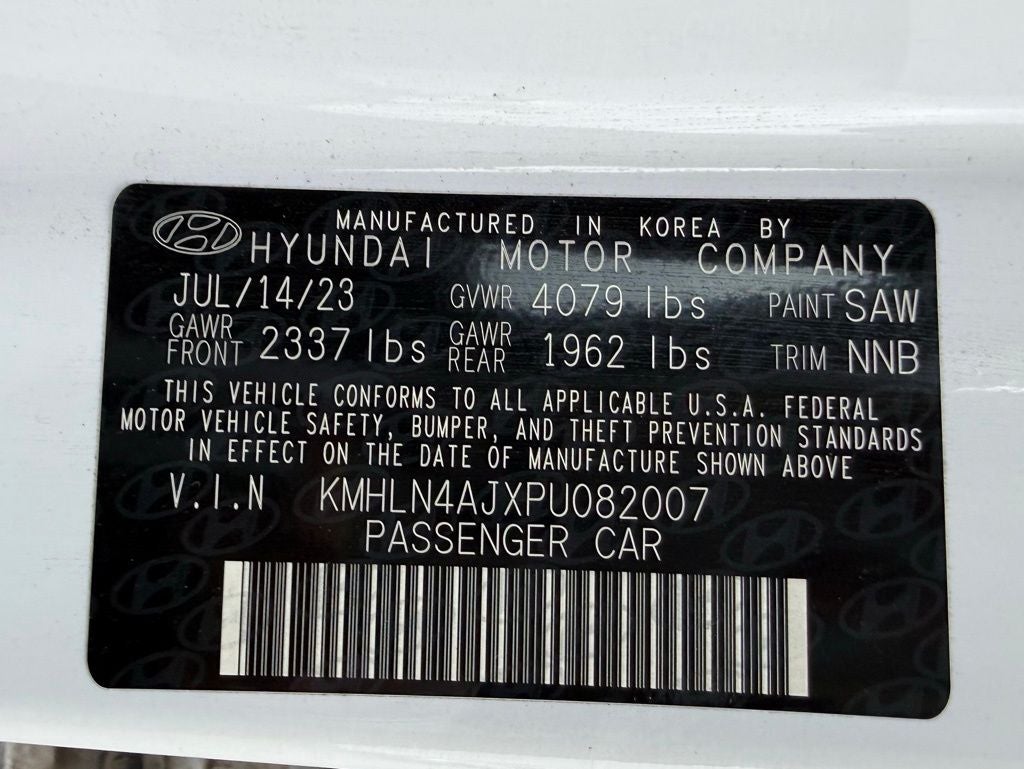 MANUFACTURED IN KOREA BY
HYUNDAI MOTOR COMPANY
JUL/14/23 GVWR 4079 lbs PAINT SAW
GAWR FRONT 2337 lbs GAWR REAR 1962 lbs TRIM NNB
THIS VEHICLE CONFORMS TO ALL APPLICABLE U.S.A. FEDERAL
MOTOR VEHICLE SAFETY, BUMPER, AND THEFT PREVENTION STANDARDS
IN EFFECT ON THE DATE OF MANUFACTURE SHOWN ABOVE
V.I.N KMHLN4AJXPU082007
PASSENGER CAR